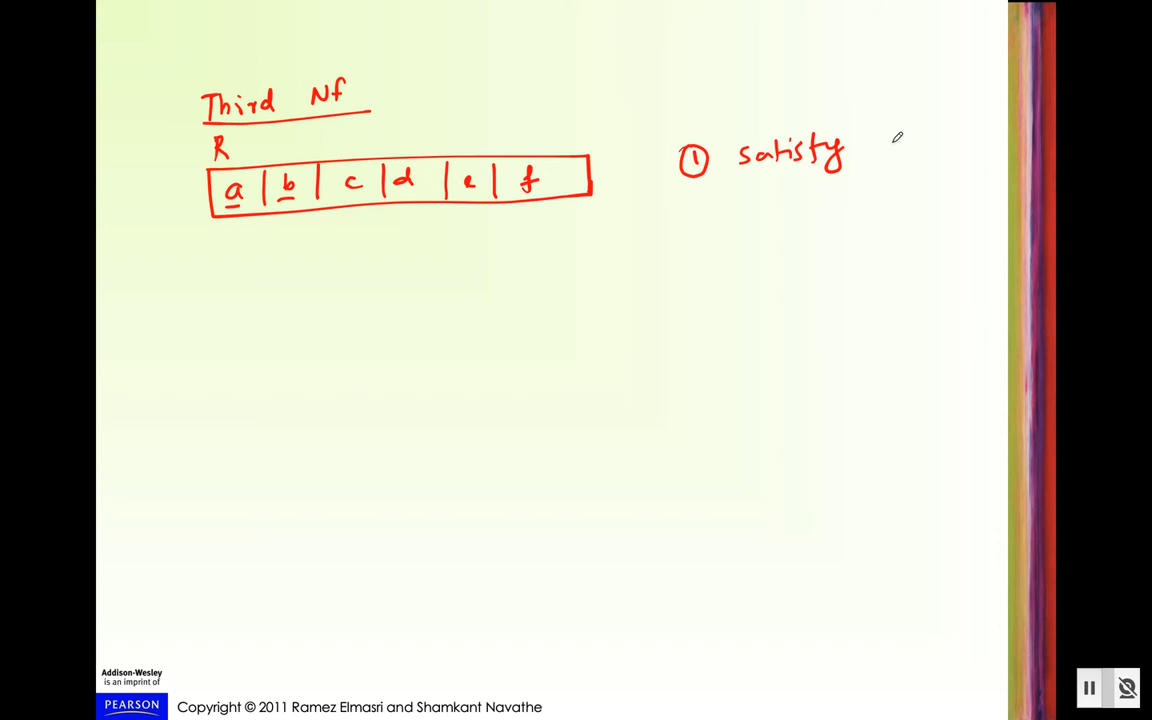 Third Nf
R
a b c d e f
① satisfy
Addison-Wesley
is an imprint of
PEARSON
Copyright © 2011 Ramez Elmasri and Shamkant Navathe